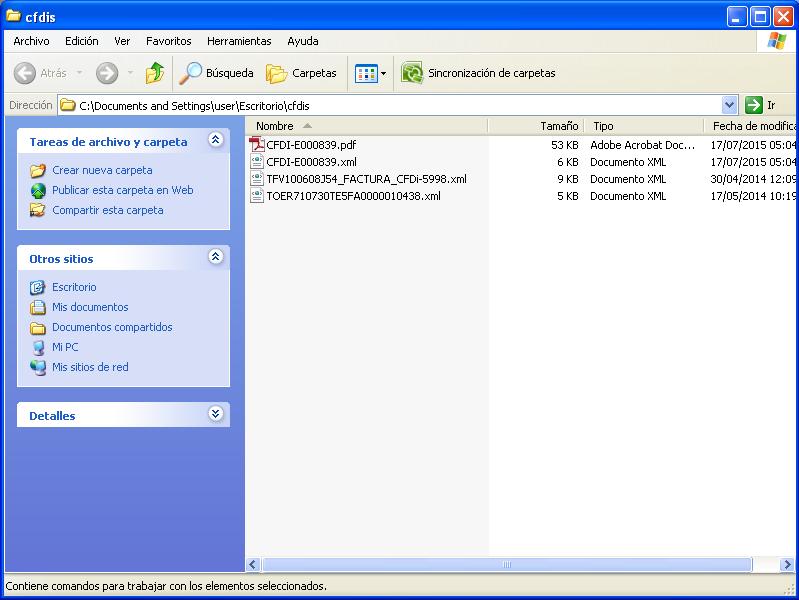 cfdis
Archivo Edición Ver Favoritos Herramientas Ayuda
Atrás Búsqueda Carpetas Sincronización de carpetas
Dirección C:\Documents and Settings\user\Escritorio\cfdis Ir
Tareas de archivo y carpeta
Crear nueva carpeta
Publicar esta carpeta en Web
Compartir esta carpeta
Otros sitios
Escritorio
Mis documentos
Documentos compartidos
Mi PC
Mis sitios de red
Detalles
Nombre Tamaño Tipo Fecha de modifica
CFDI-E000839.pdf 53 KB Adobe Acrobat Doc... 17/07/2015 05:04
CFDI-E000839.xml 6 KB Documento XML 17/07/2015 05:04
TFV100608J54_FACTURA_CFDi-5998.xml 9 KB Documento XML 30/04/2014 12:09
TOER710730TE5FA0000010438.xml 5 KB Documento XML 17/05/2014 10:19
Contiene comandos para trabajar con los elementos seleccionados.